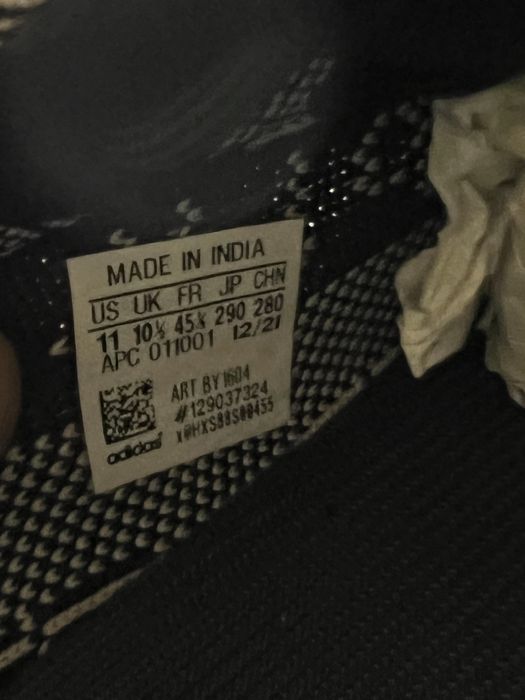 MADE IN INDIA
US UK FR JP CHN
11 10½ 45⅓ 290 280
APC 011001 12/21
ART BY1604
#129037324
adidas